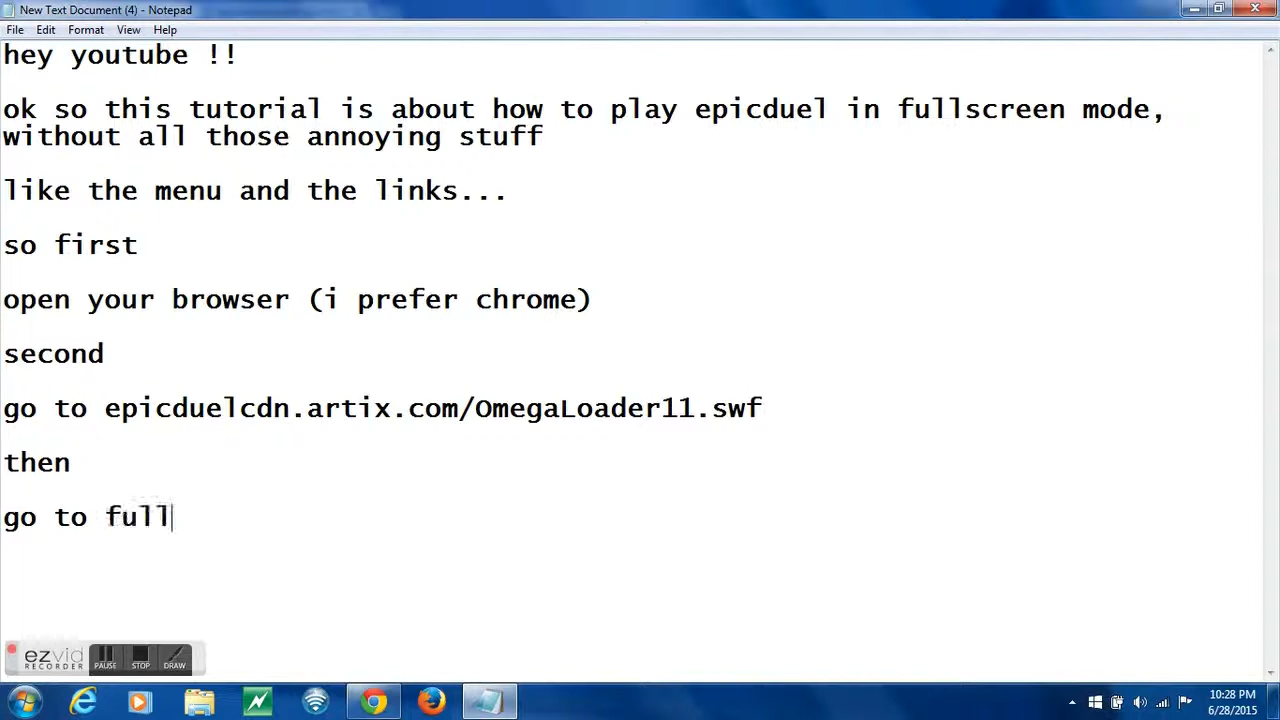 New Text Document (4) - Notepad
File Edit Format View Help
hey youtube !!
ok so this tutorial is about how to play epicduel in fullscreen mode,
without all those annoying stuff
like the menu and the links...
so first
open your browser (i prefer chrome)
second
go to epicduelcdn.artix.com/OmegaLoader11.swf
then
go to full
ezvid
RECORDER
PAUSE STOP DRAW
10:28 PM
6/28/2015